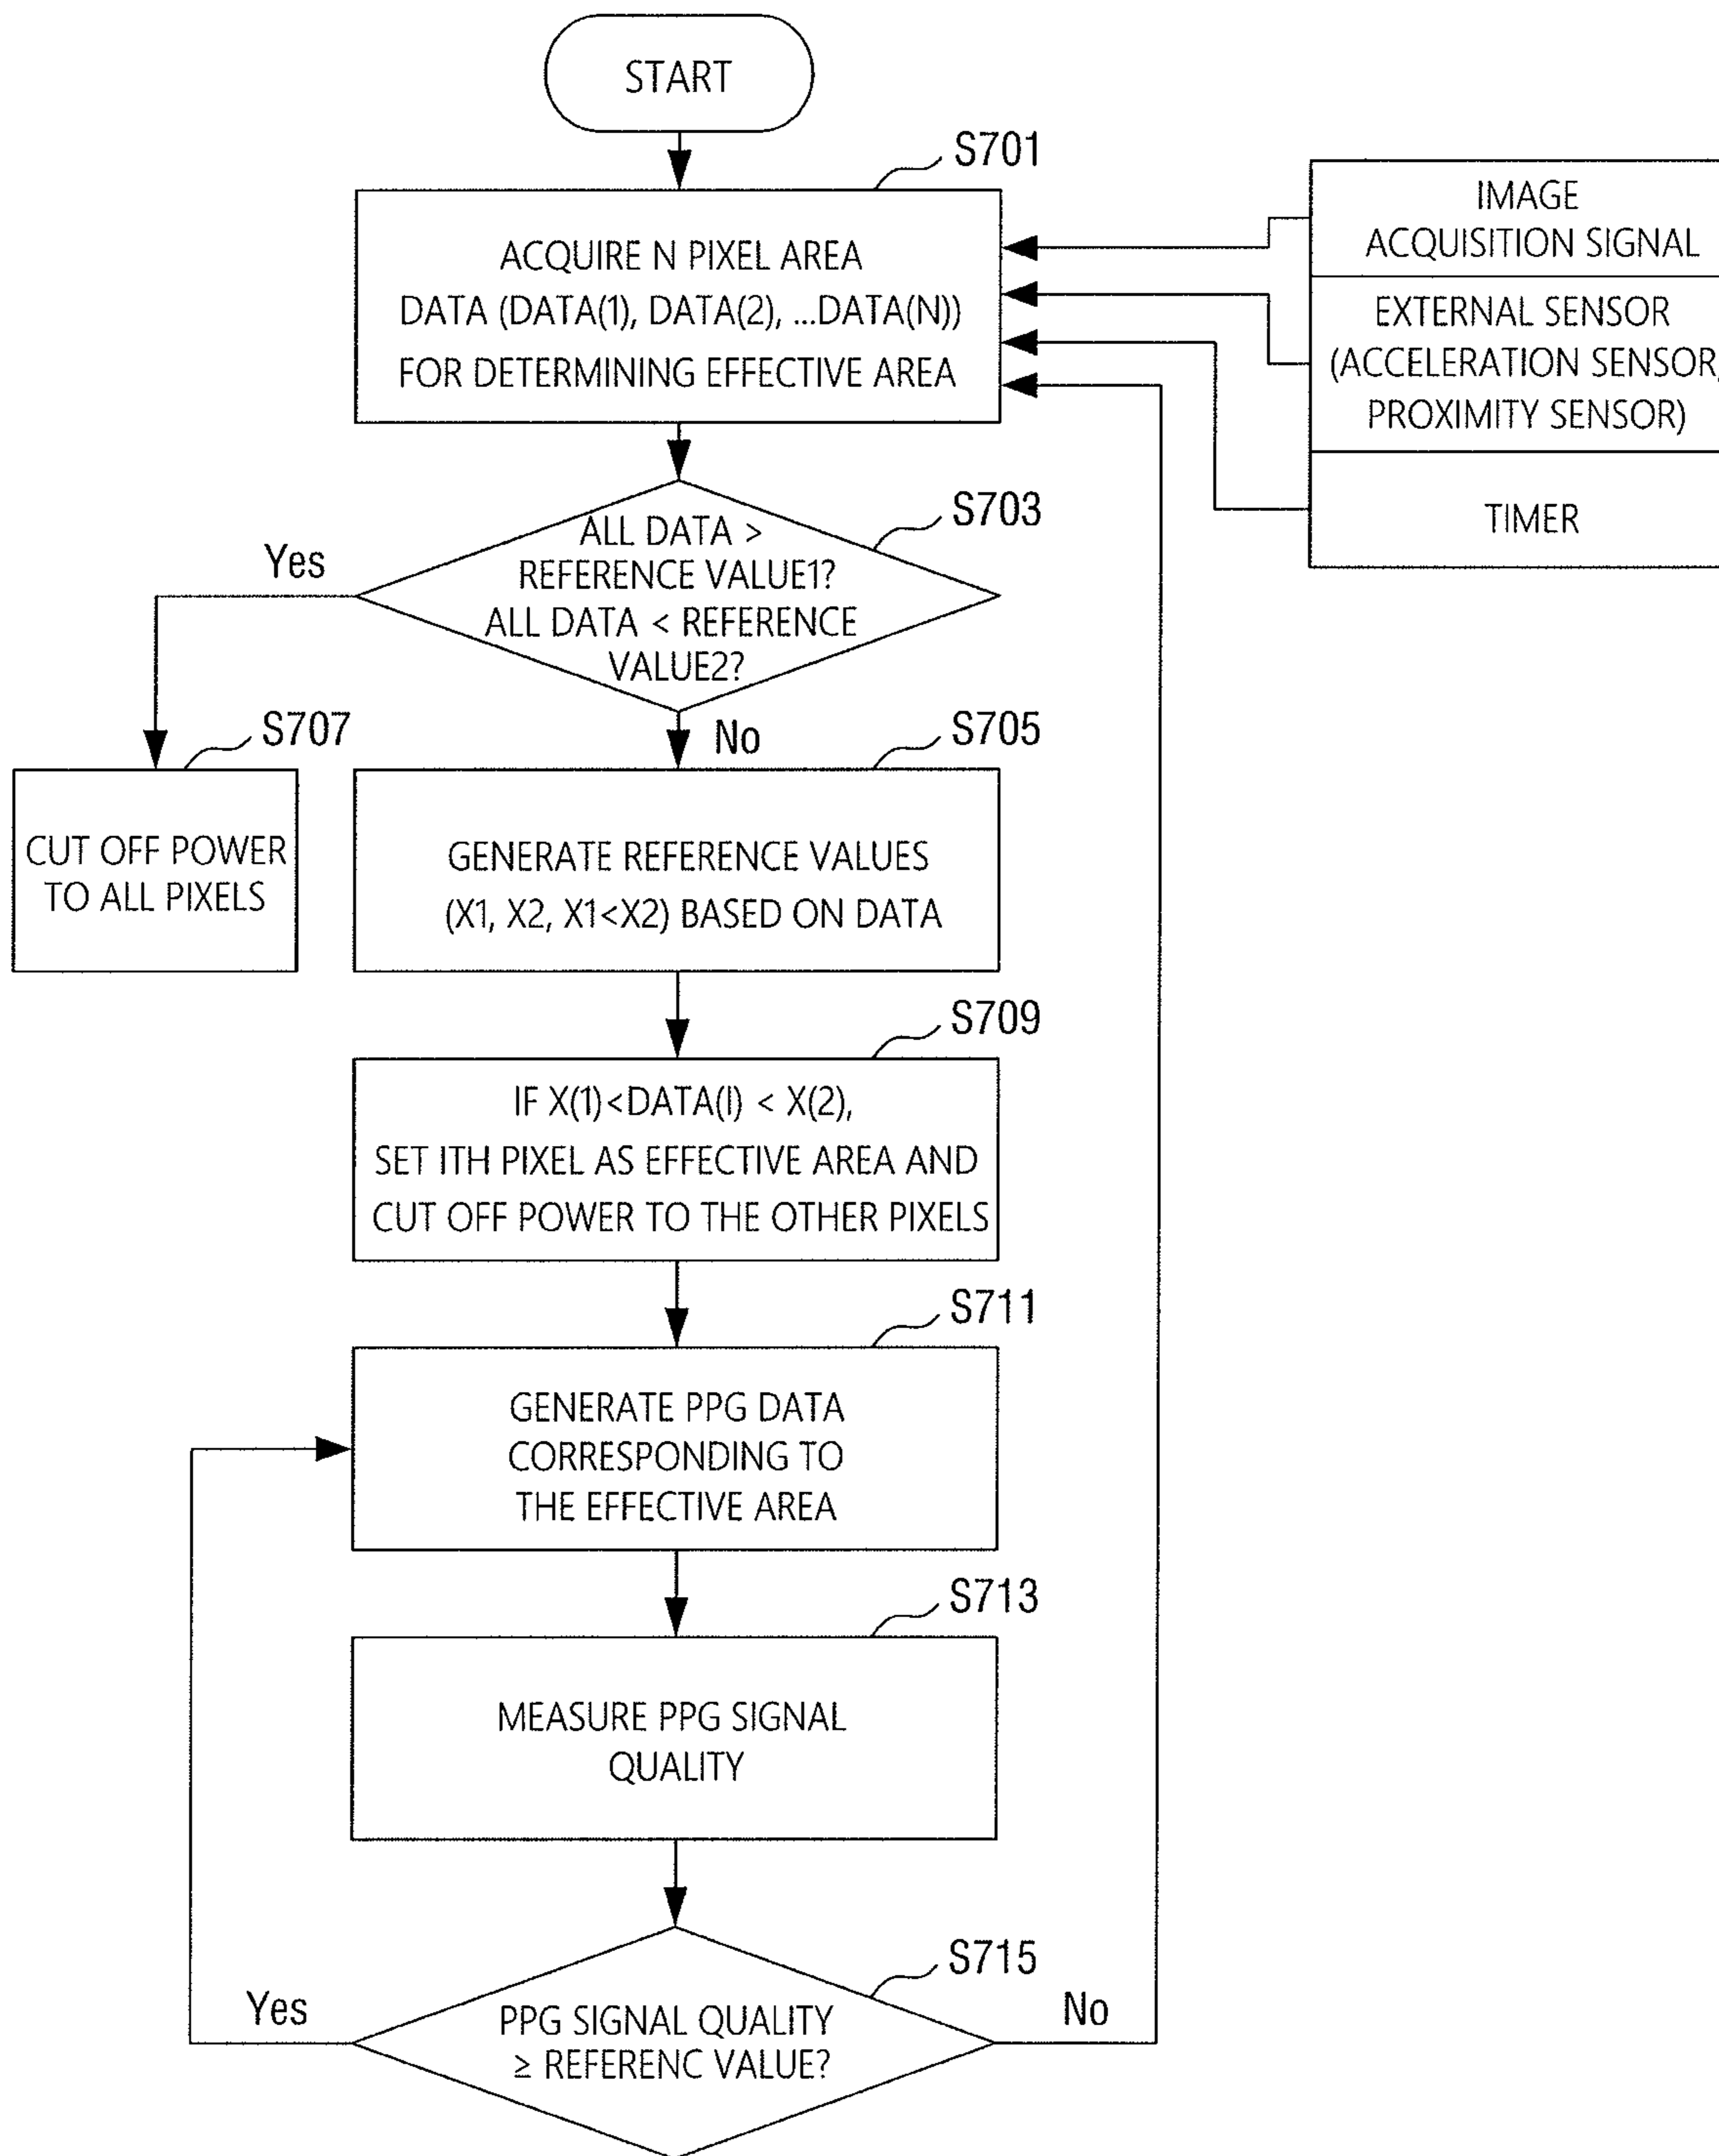 START
S701
ACQUIRE N PIXEL AREA
DATA (DATA(1), DATA(2), ...DATA(N))
FOR DETERMINING EFFECTIVE AREA
IMAGE
ACQUISITION SIGNAL
EXTERNAL SENSOR
(ACCELERATION SENSOR,
PROXIMITY SENSOR)
TIMER
S703
ALL DATA >
REFERENCE VALUE1?
ALL DATA < REFERENCE
VALUE2?
Yes
No
S707
CUT OFF POWER
TO ALL PIXELS
S705
GENERATE REFERENCE VALUES
(X1, X2, X1<X2) BASED ON DATA
S709
IF X(1)<DATA(I) < X(2),
SET ITH PIXEL AS EFFECTIVE AREA AND
CUT OFF POWER TO THE OTHER PIXELS
S711
GENERATE PPG DATA
CORRESPONDING TO
THE EFFECTIVE AREA
S713
MEASURE PPG SIGNAL
QUALITY
S715
PPG SIGNAL QUALITY
≥ REFERENC VALUE?
Yes
No